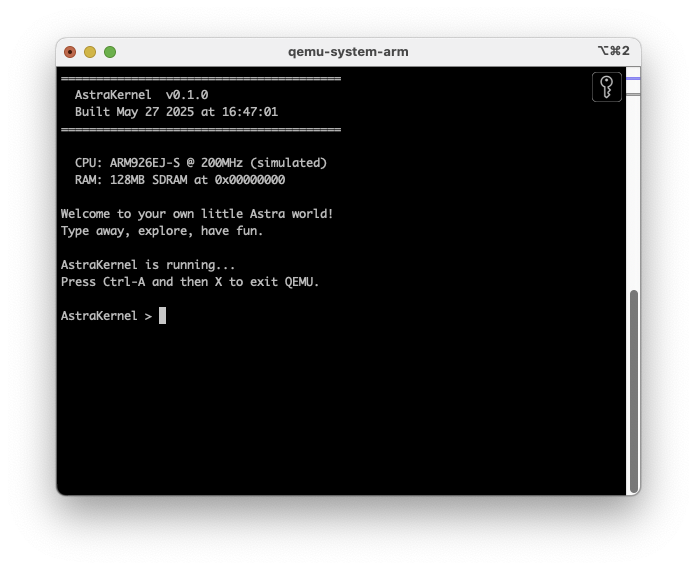 qemu-system-arm
⌥⌘2
AstraKernel v0.1.0
Built May 27 2025 at 16:47:01
CPU: ARM926EJ-S @ 200MHz (simulated)
RAM: 128MB SDRAM at 0x00000000
Welcome to your own little Astra world!
Type away, explore, have fun.
AstraKernel is running...
Press Ctrl-A and then X to exit QEMU.
AstraKernel >